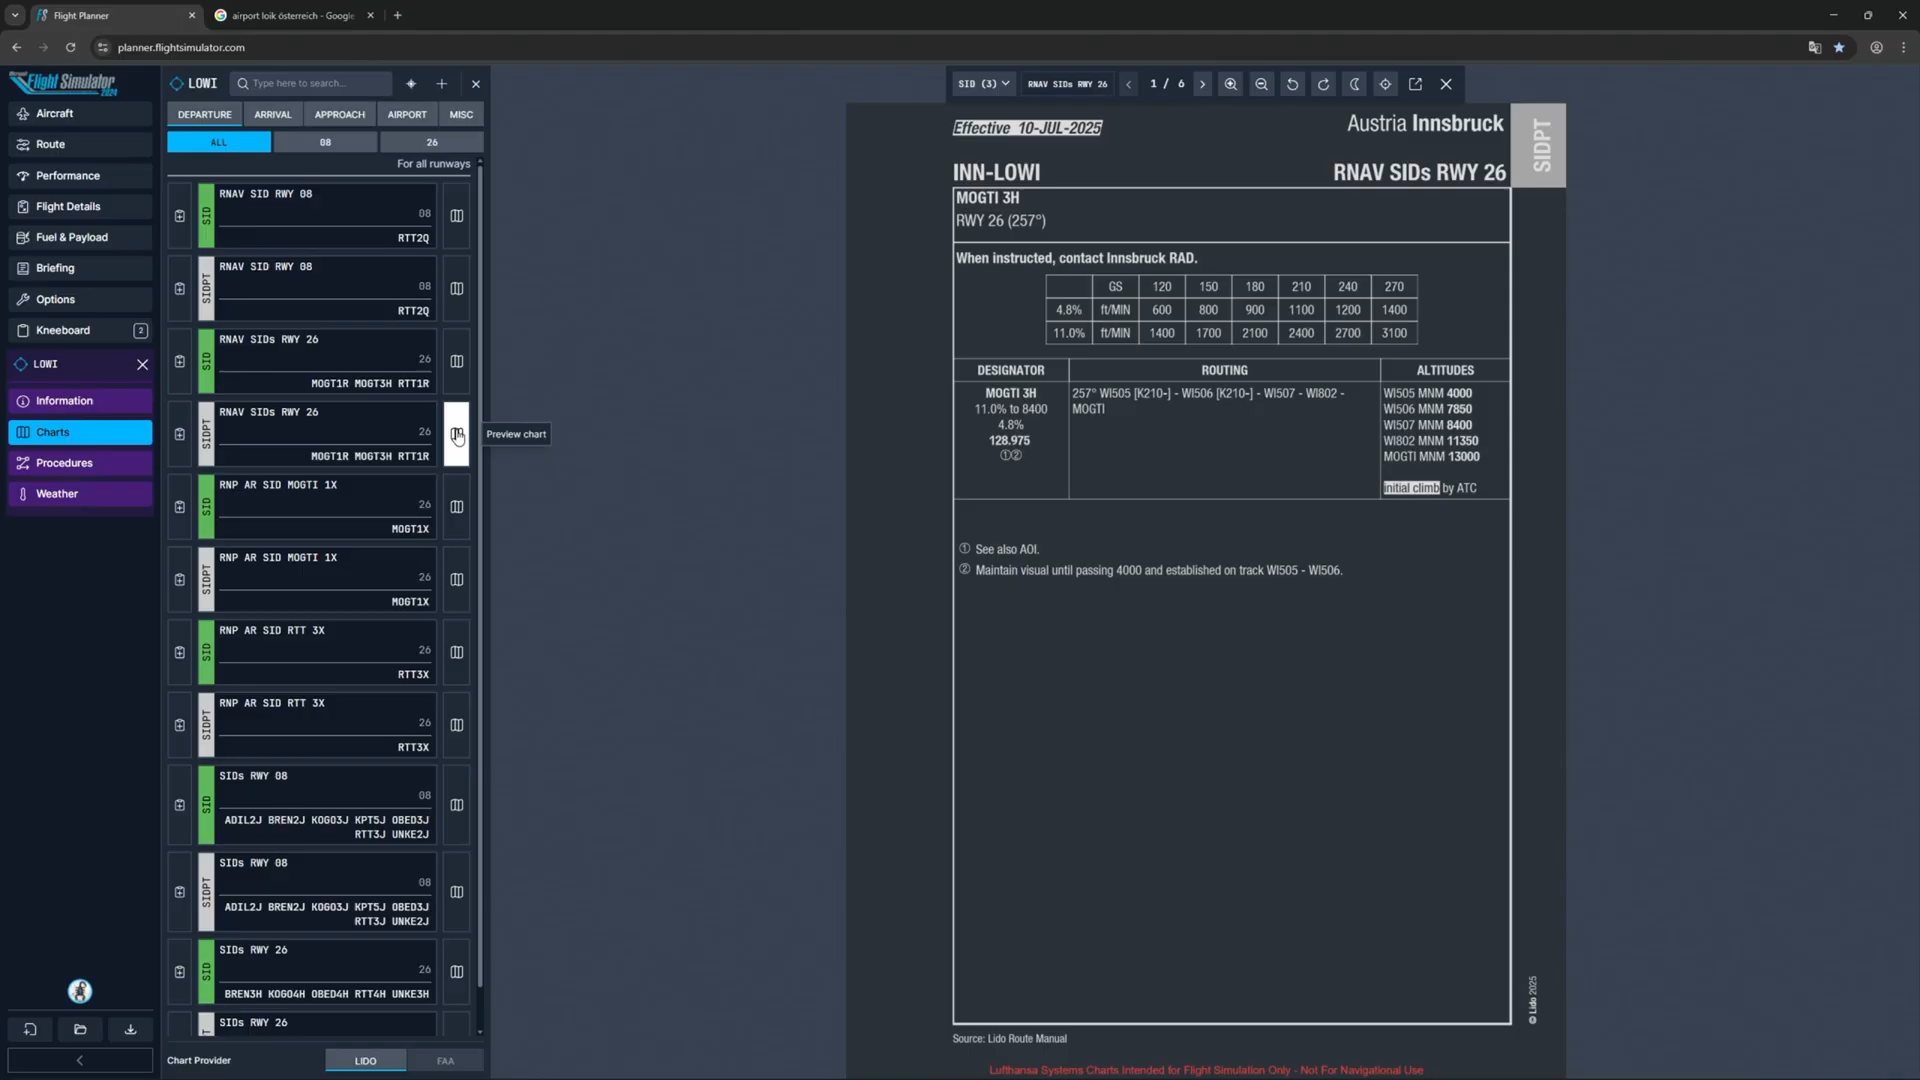 Flight Planner
airport loik österreich - Google
planner.flightsimulator.com
Flight Simulator
2024
Aircraft
Route
Performance
Flight Details
Fuel & Payload
Briefing
Options
Kneeboard 2
LOWI
Information
Charts
Procedures
Weather
LOWI
Type here to search...
DEPARTURE ARRIVAL APPROACH AIRPORT MISC
ALL 08 26
For all runways
SID
RNAV SID RWY 08
08
RTT2Q
SIDPT
RNAV SID RWY 08
08
RTT2Q
SID
RNAV SIDs RWY 26
26
MOGT1R MOGT3H RTT1R
SIDPT
RNAV SIDs RWY 26
26
MOGT1R MOGT3H RTT1R
Preview chart
SID
RNP AR SID MOGTI 1X
26
MOGT1X
SIDPT
RNP AR SID MOGTI 1X
26
MOGT1X
SID
RNP AR SID RTT 3X
26
RTT3X
SIDPT
RNP AR SID RTT 3X
26
RTT3X
SID
SIDs RWY 08
08
ADIL2J BREN2J KOGO3J KPT5J OBED3J
RTT3J UNKE2J
SIDPT
SIDs RWY 08
08
ADIL2J BREN2J KOGO3J KPT5J OBED3J
RTT3J UNKE2J
SID
SIDs RWY 26
26
BREN3H KOGO4H OBED4H RTT4H UNKE3H
SIDs RWY 26
Chart Provider LIDO FAA
SID (3) RNAV SIDs RWY 26 1 / 6
Effective 10-JUL-2025
Austria Innsbruck
SIDPT
INN-LOWI
RNAV SIDs RWY 26
MOGTI 3H
RWY 26 (257°)
When instructed, contact Innsbruck RAD.
GS 120 150 180 210 240 270
4.8% ft/MIN 600 800 900 1100 1200 1400
11.0% ft/MIN 1400 1700 2100 2400 2700 3100
DESIGNATOR ROUTING ALTITUDES
MOGTI 3H
11.0% to 8400
4.8%
128.975
①②
257° WI505 [K210-] - WI506 [K210-] - WI507 - WI802 -
MOGTI
WI505 MNM 4000
WI506 MNM 7850
WI507 MNM 8400
WI802 MNM 11350
MOGTI MNM 13000
Initial climb by ATC
① See also AOI.
② Maintain visual until passing 4000 and established on track WI505 - WI506.
© Lido 2025
Source: Lido Route Manual
Lufthansa Systems Charts Intended for Flight Simulation Only - Not For Navigational Use